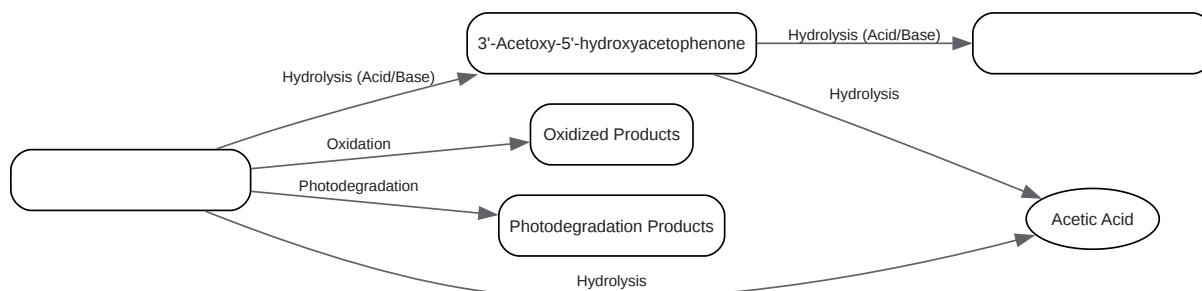 3'-Acetoxy-5'-hydroxyacetophenone
Hydrolysis (Acid/Base)
Hydrolysis (Acid/Base)
Hydrolysis
Oxidation
Oxidized Products
Photodegradation
Photodegradation Products
Acetic Acid
Hydrolysis